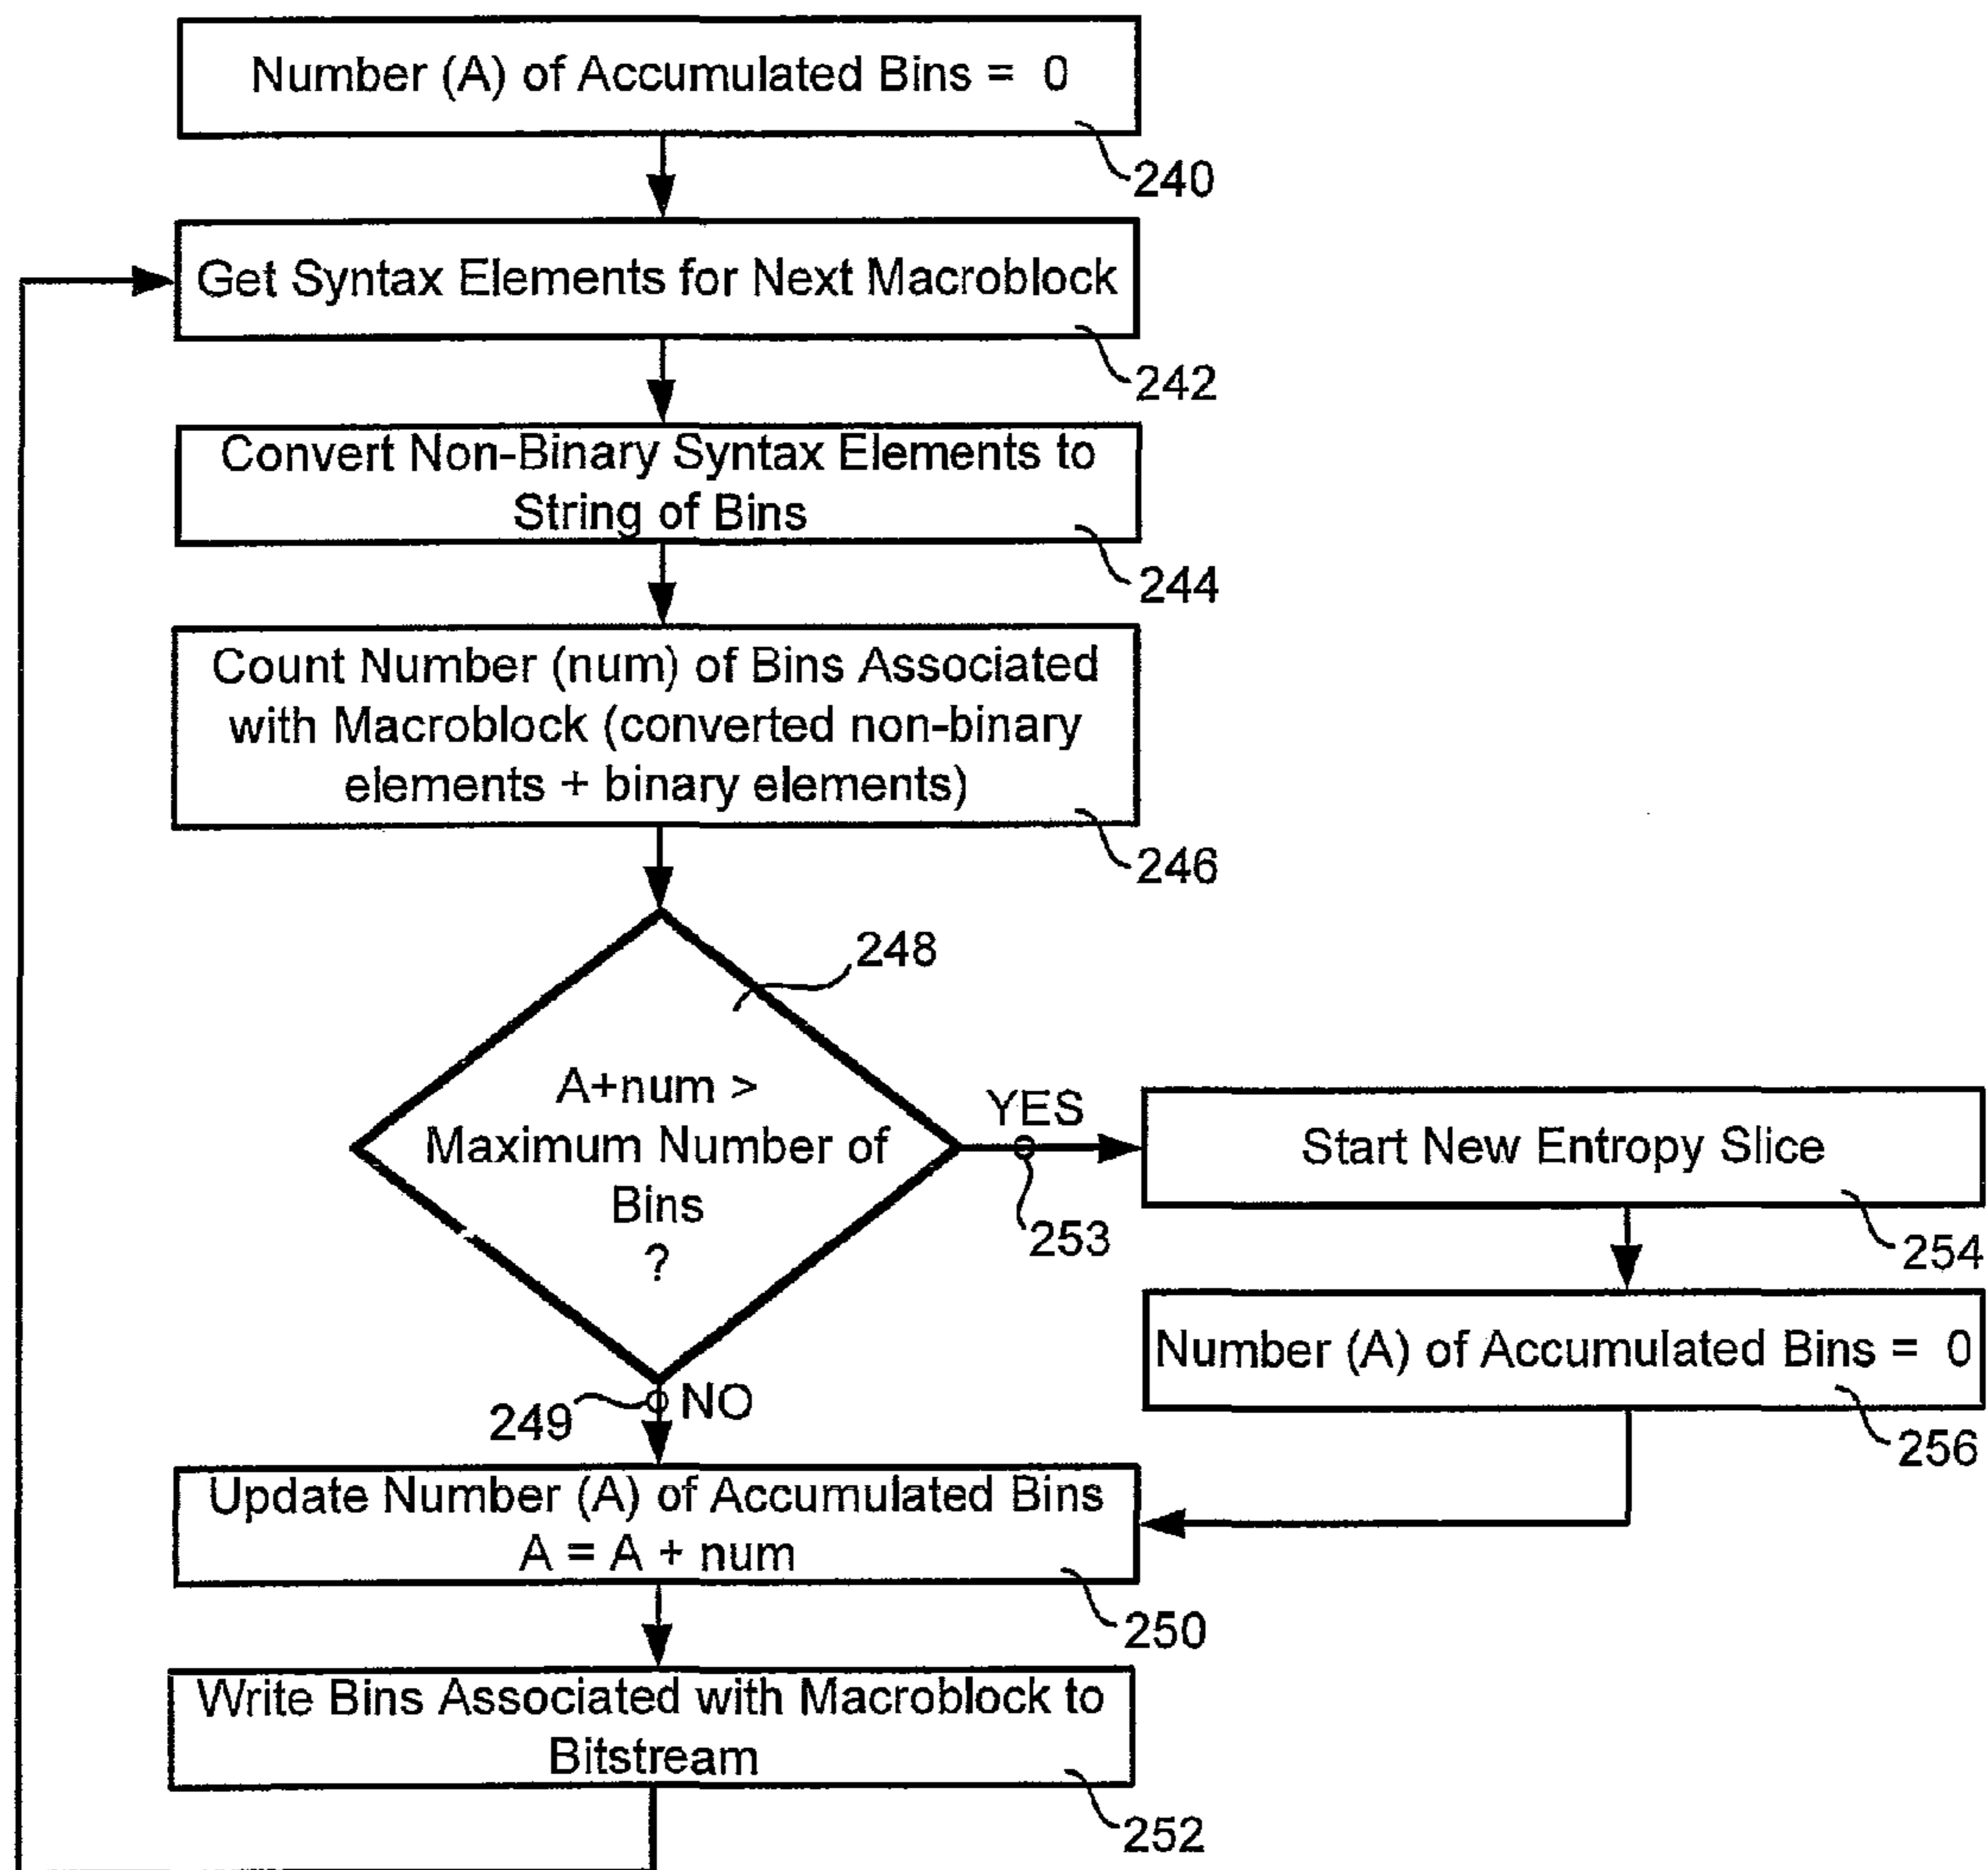 Number (A) of Accumulated Bins = 0
240
Get Syntax Elements for Next Macroblock
242
Convert Non-Binary Syntax Elements to
String of Bins
244
Count Number (num) of Bins Associated
with Macroblock (converted non-binary
elements + binary elements)
246
248
A+num >
Maximum Number of
Bins
?
YES
253
Start New Entropy Slice
254
Number (A) of Accumulated Bins = 0
256
249
NO
Update Number (A) of Accumulated Bins
A = A + num
250
Write Bins Associated with Macroblock to
Bitstream
252